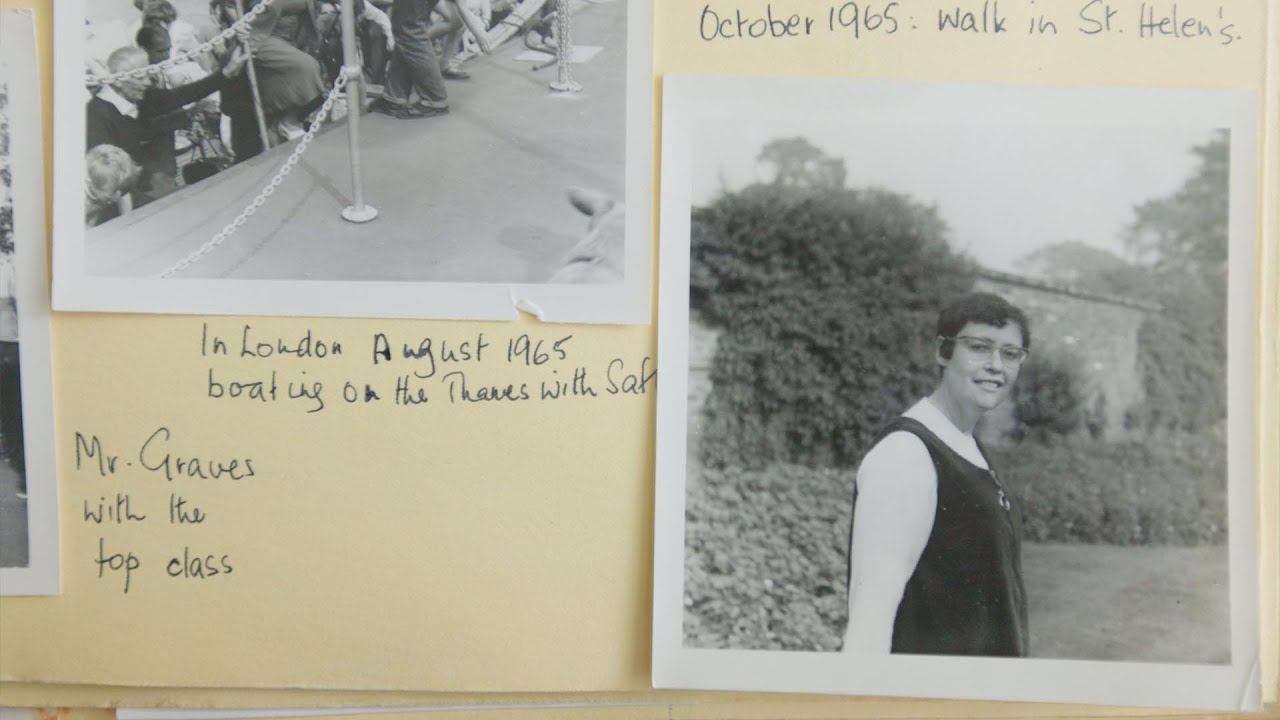 October 1965: Walk in St. Helen's.
In London August 1965
boating on the Thames with Saf
Mr. Graves
with the
top class